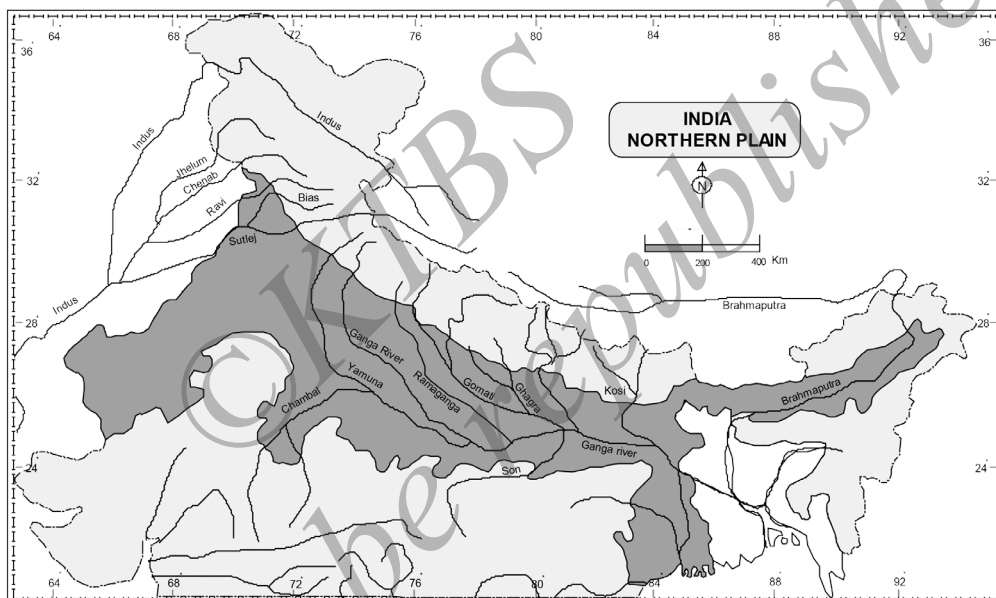 64 68 72 76 80 84 88 92
36 36
INDIA
NORTHERN PLAIN
N
0 200 400 Km
32 32
28 28
24 24
Indus
Indus
Jhelum
Chenab
Ravi
Bias
Sutlej
Indus
Brahmaputra
Ganga River
Yamuna
Chambal
Ramaganga
Gomati
Ghagra
Kosi
Brahmaputra
Ganga river
Son
64 68 72 76 80 84 88 92
©KTBS
be republishe